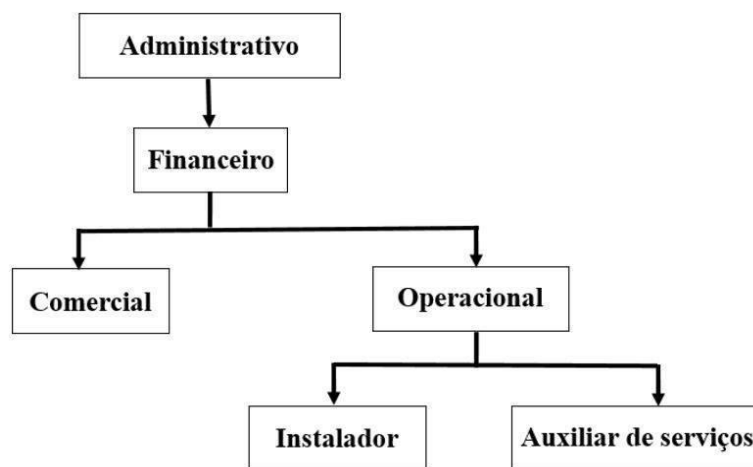 Administrativo
Financeiro
Comercial
Operacional
Instalador
Auxiliar de serviços